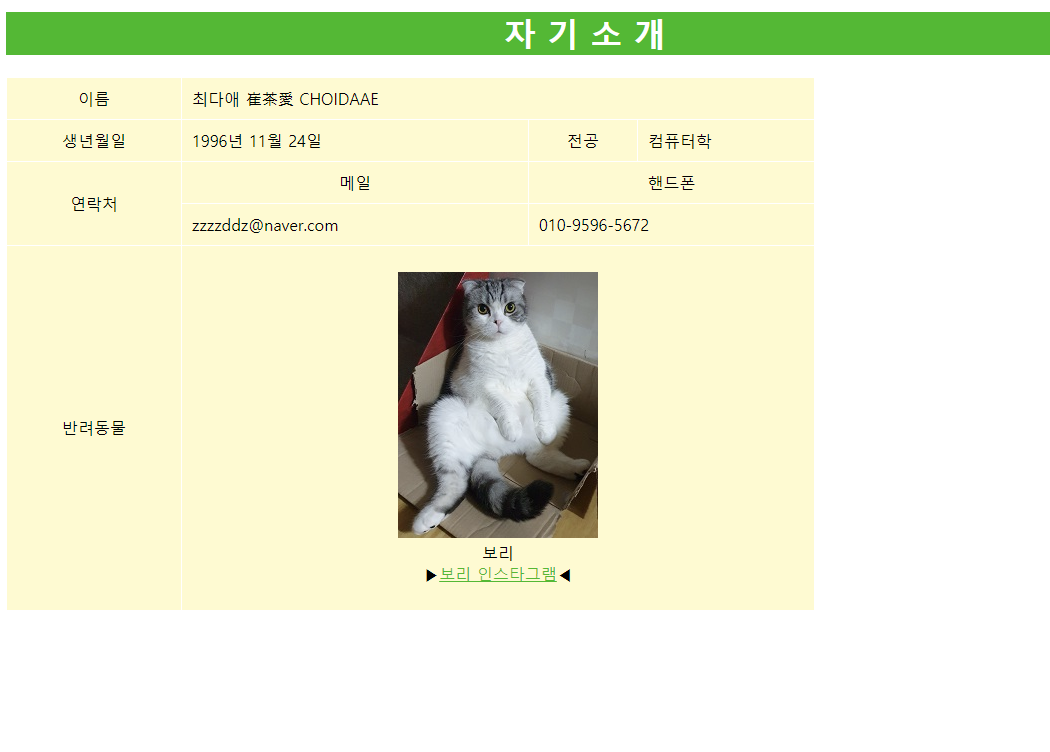 자 기 소 개
이름 최다애 崔茶愛 CHOIDAAE
생년월일 1996년 11월 24일 전공 컴퓨터학
연락처 메일 핸드폰
zzzzddz@naver.com 010-9596-5672
반려동물
보리
▶보리 인스타그램◀